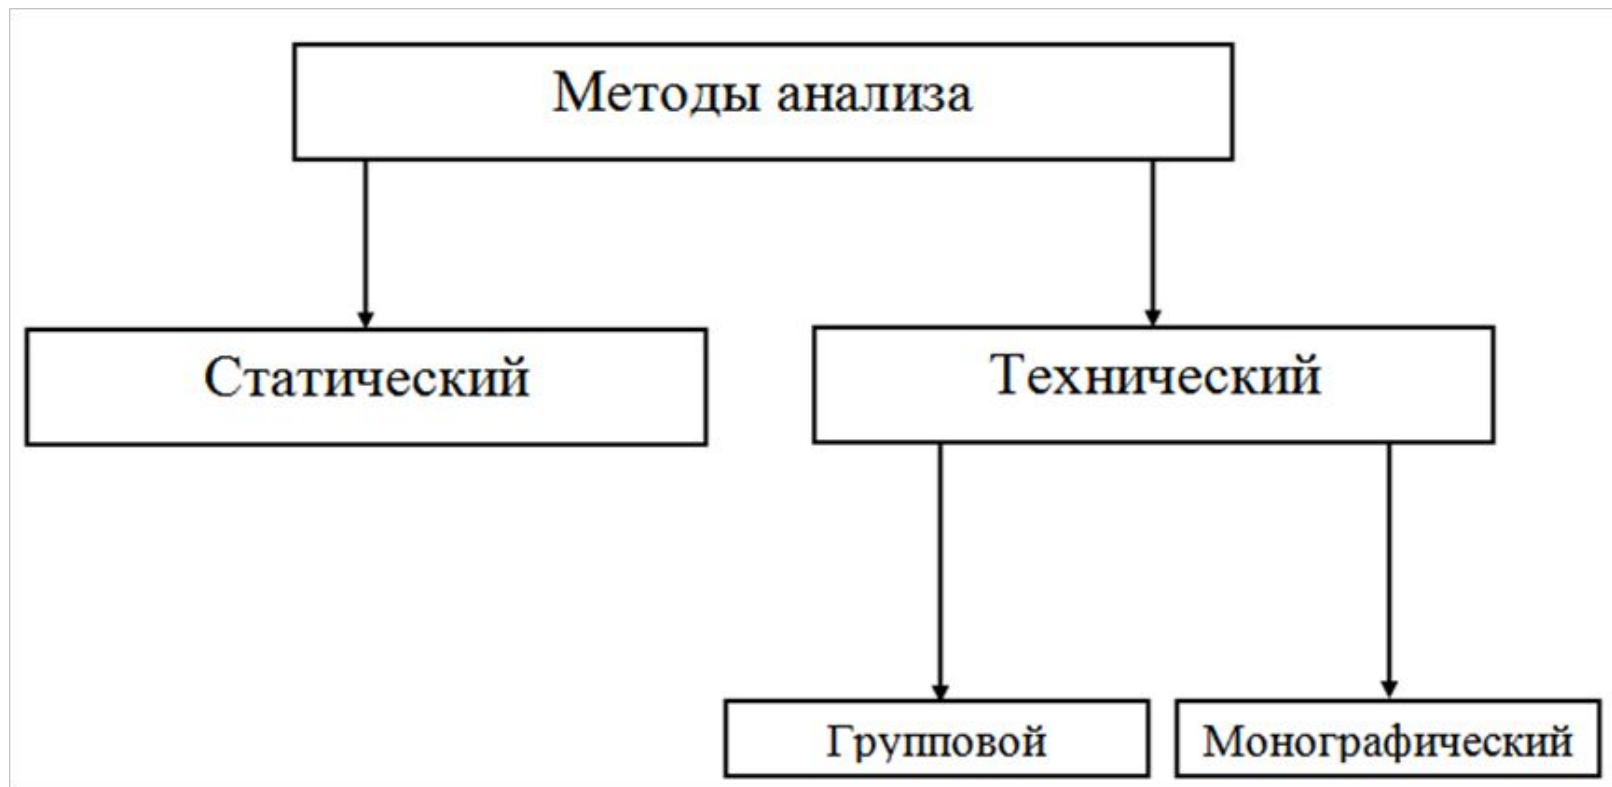 Методы анализа
Статический
Технический
Групповой
Монографический